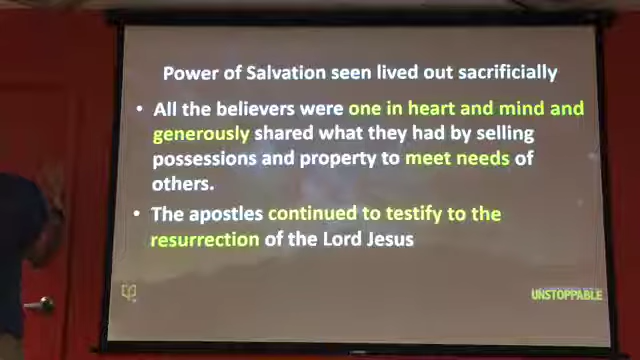 Power of Salvation seen lived out sacrificially
• All the believers were one in heart and mind and
generously shared what they had by selling
possessions and property to meet needs of
others.
• The apostles continued to testify to the
resurrection of the Lord Jesus
UNSTOPPABLE